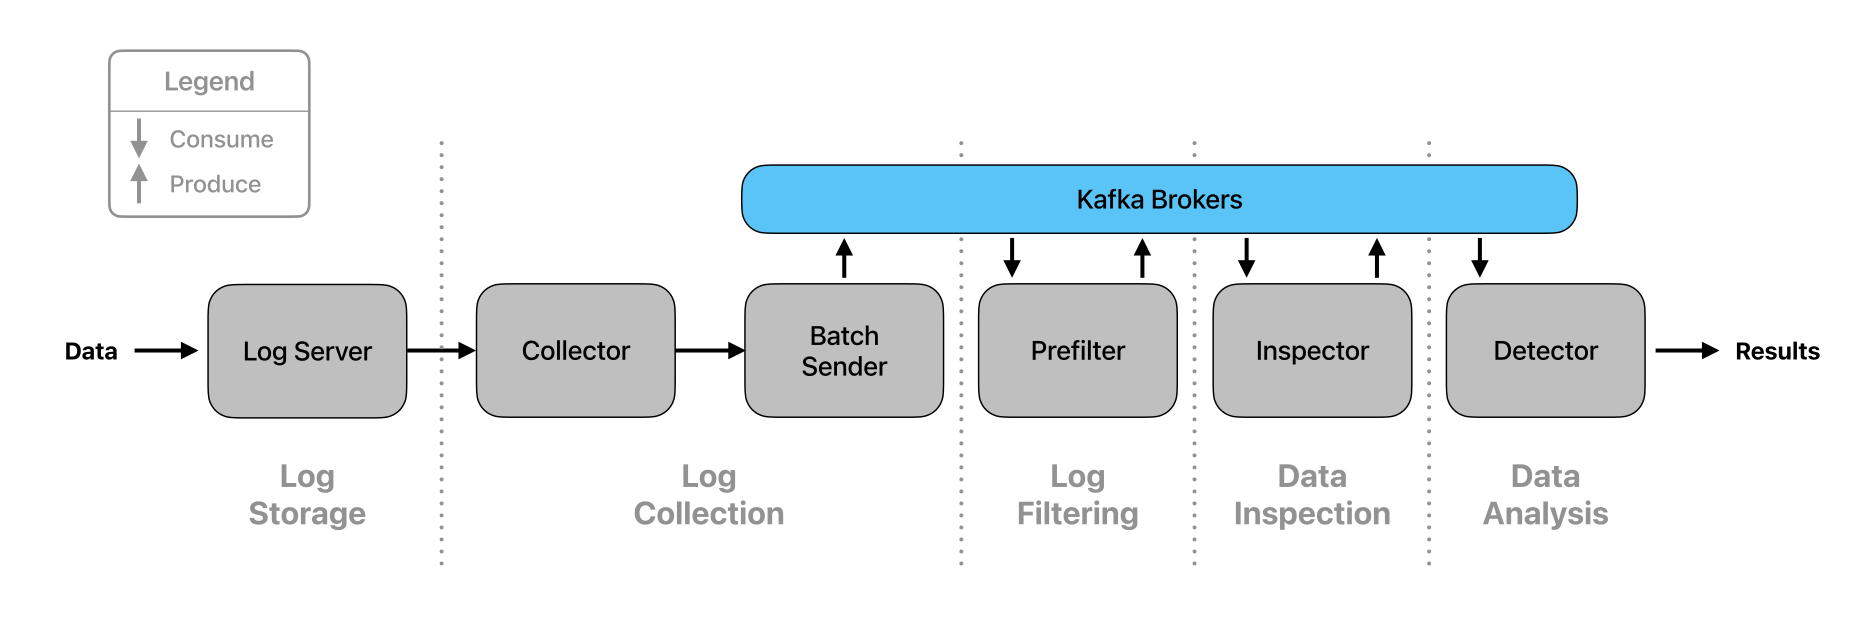 Legend
Consume
Produce
Kafka Brokers
Data
Log Server
Collector
Batch
Sender
Prefilter
Inspector
Detector
Results
Log
Storage
Log
Collection
Log
Filtering
Data
Inspection
Data
Analysis